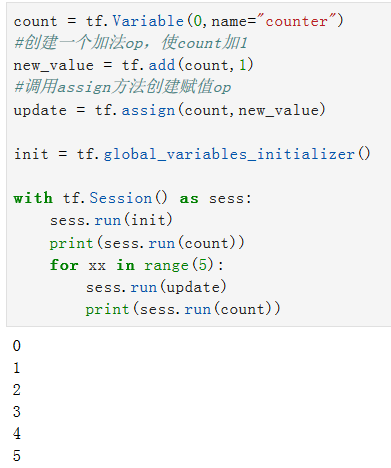 count = tf.Variable(0,name="counter")
#创建一个加法op，使count加1
new_value = tf.add(count,1)
#调用assign方法创建赋值op
update = tf.assign(count,new_value)
init = tf.global_variables_initializer()
with tf.Session() as sess:
    sess.run(init)
    print(sess.run(count))
    for xx in range(5):
        sess.run(update)
        print(sess.run(count))
0
1
2
3
4
5